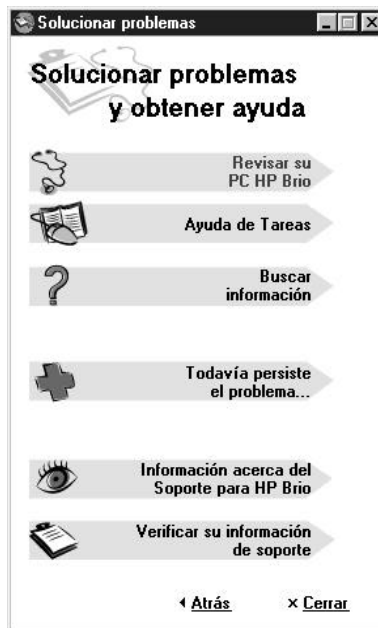 Solucionar problemas
Solucionar problemas
y obtener ayuda
Revisar su
PC HP Brio
Ayuda de Tareas
Buscar
información
Todavía persiste
el problema...
Información acerca del
Soporte para HP Brio
Verificar su información
de soporte
Atrás × Cerrar